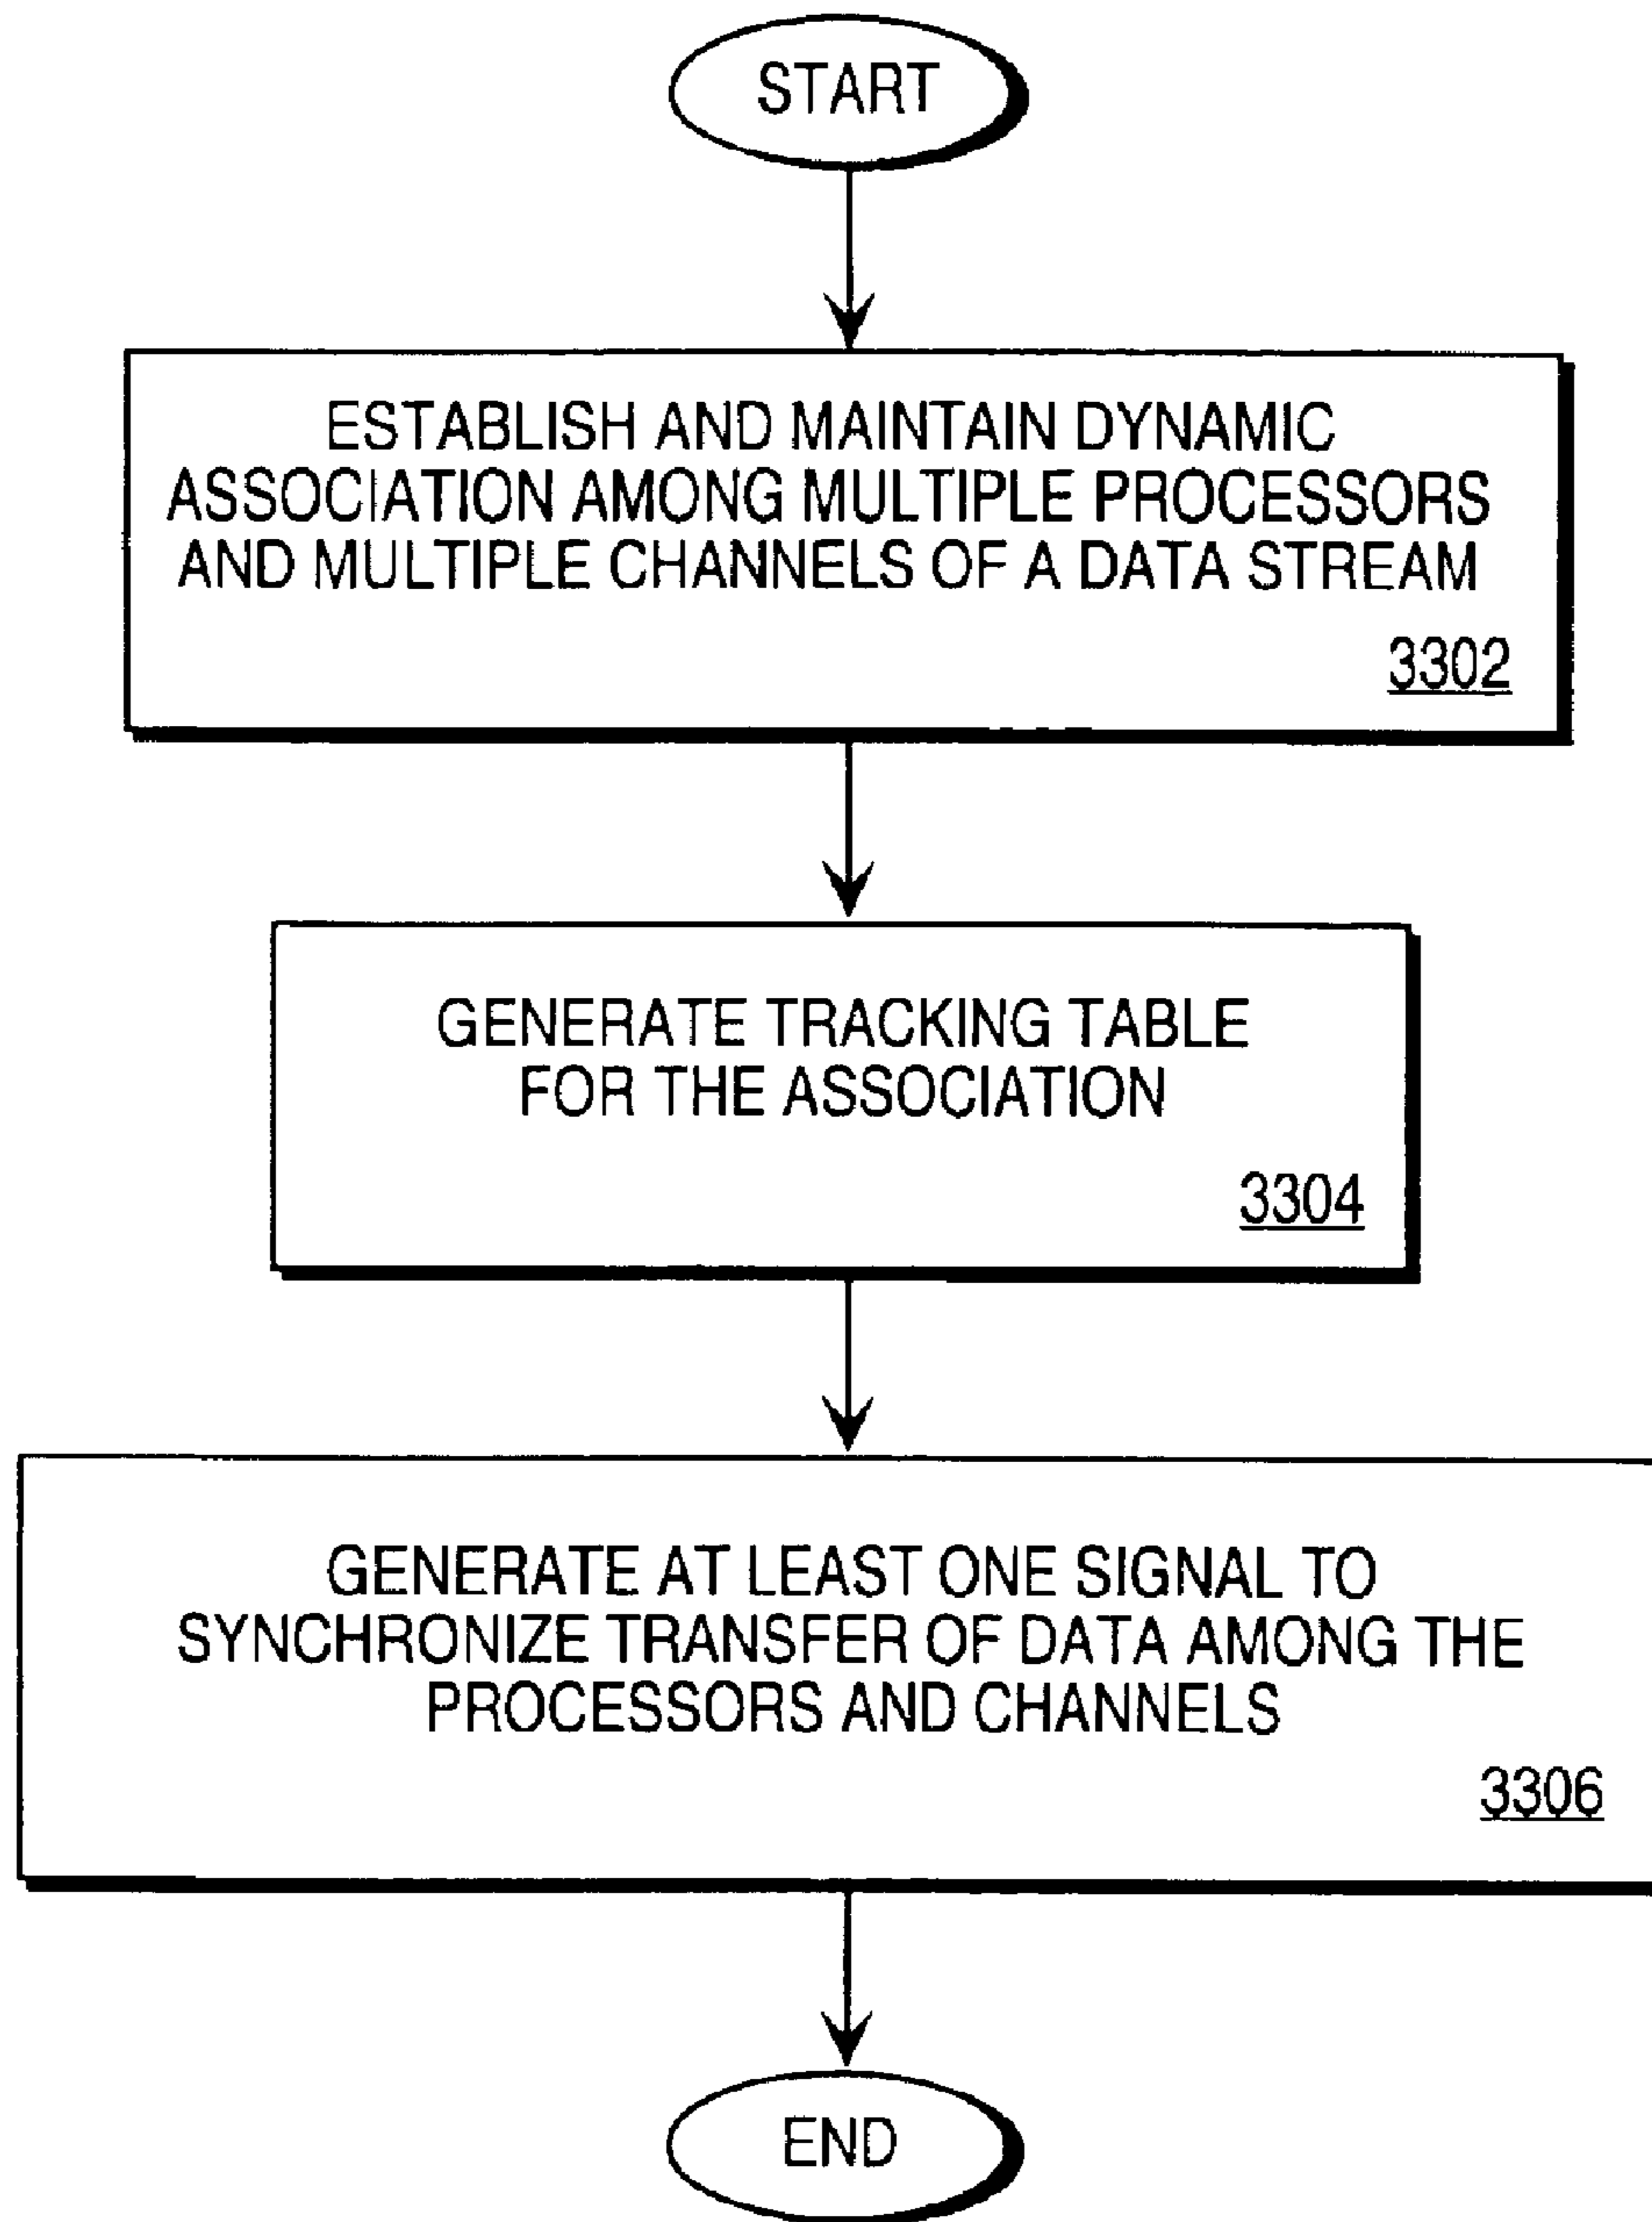 START
ESTABLISH AND MAINTAIN DYNAMIC
ASSOCIATION AMONG MULTIPLE PROCESSORS
AND MULTIPLE CHANNELS OF A DATA STREAM
3302
GENERATE TRACKING TABLE
FOR THE ASSOCIATION
3304
GENERATE AT LEAST ONE SIGNAL TO
SYNCHRONIZE TRANSFER OF DATA AMONG THE
PROCESSORS AND CHANNELS
3306
END